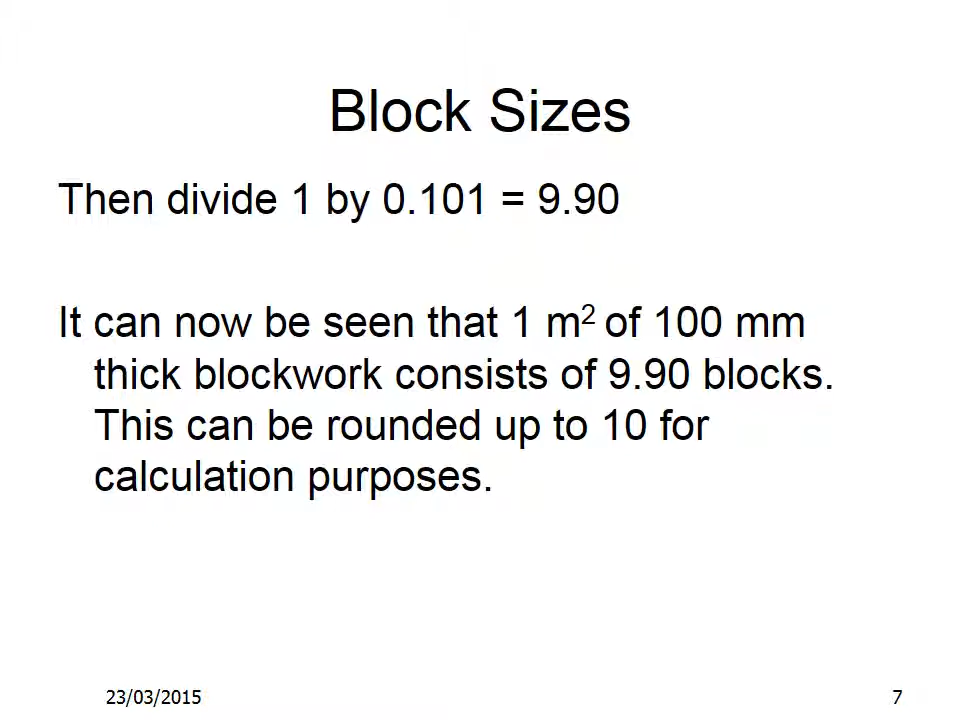 Block Sizes
Then divide 1 by 0.101 = 9.90
It can now be seen that 1 m² of 100 mm
thick blockwork consists of 9.90 blocks.
This can be rounded up to 10 for
calculation purposes.
23/03/2015
7